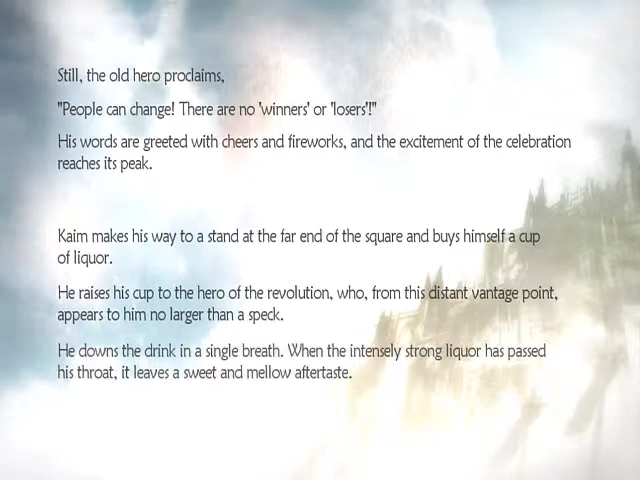 Still, the old hero proclaims,
"People can change! There are no 'winners' or 'losers'!"
His words are greeted with cheers and fireworks, and the excitement of the celebration
reaches its peak.
Kaim makes his way to a stand at the far end of the square and buys himself a cup
of liquor.
He raises his cup to the hero of the revolution, who, from this distant vantage point,
appears to him no larger than a speck.
He downs the drink in a single breath. When the intensely strong liquor has passed
his throat, it leaves a sweet and mellow aftertaste.